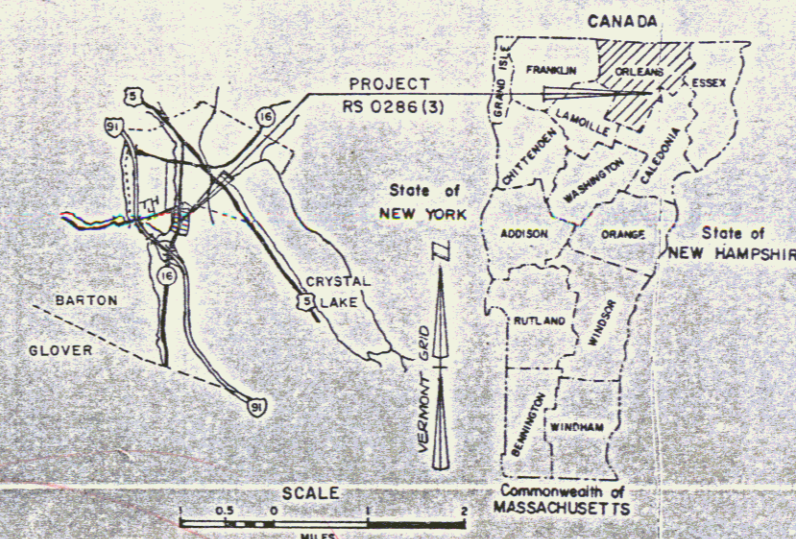 CANADA
GRAND ISLE
FRANKLIN
ORLEANS
ESSEX
LAMOILLE
CHITTENDEN
WASHINGTON
CALEDONIA
ADDISON
ORANGE
RUTLAND
WINDSOR
BENNINGTON
WINDHAM
State of
NEW YORK
State of
NEW HAMPSHIR
Commonwealth of
MASSACHUSETTS
PROJECT
RS 0286(3)
5
91
16
16
5
91
CRYSTAL
LAKE
BARTON
GLOVER
VERMONT GRID
SCALE
1 0.5 0 1 2
MILES